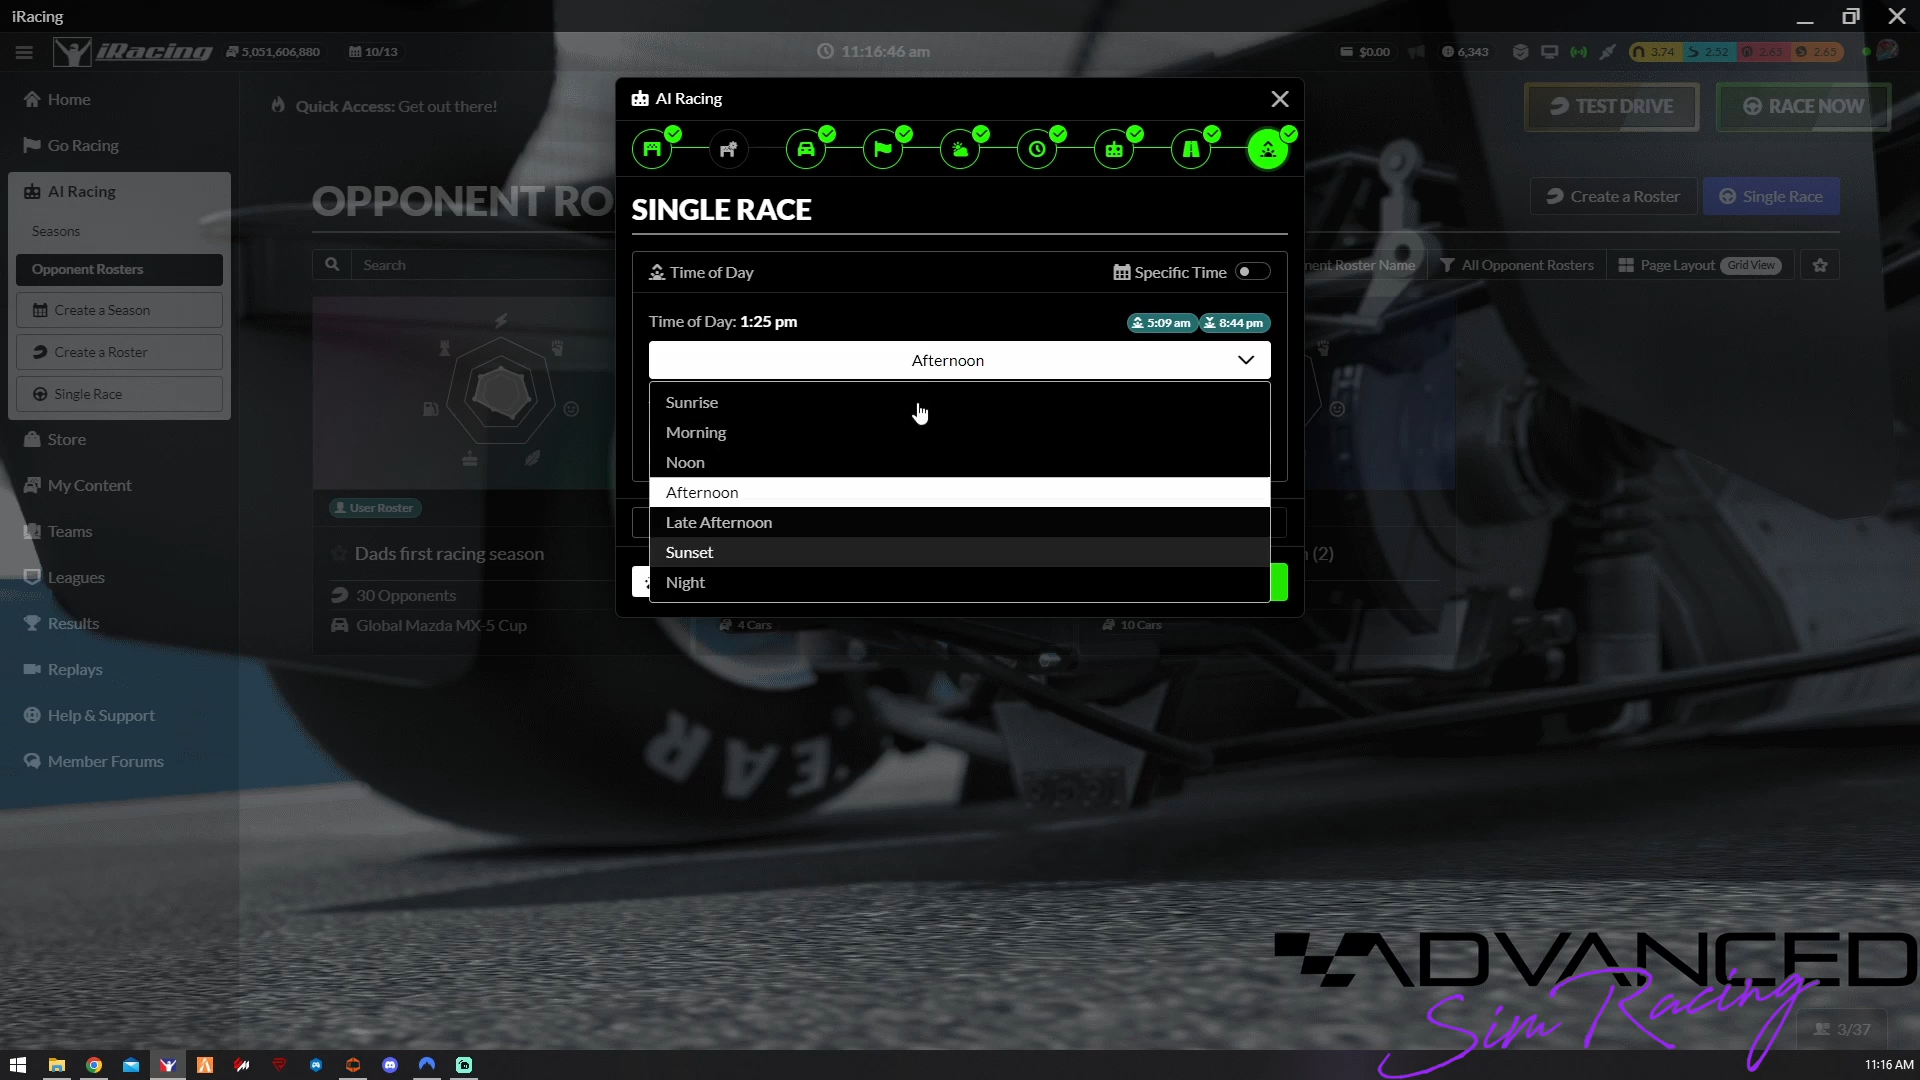 iRacing
iRacing
5,051,606,880
10/13
11:16:46 am
$0.00
6,343
3.74
2.52
2.65
2.65
Home
Go Racing
AI Racing
Seasons
Opponent Rosters
Create a Season
Create a Roster
Single Race
Store
My Content
Teams
Leagues
Results
Replays
Help & Support
Member Forums
Quick Access: Get out there!
TEST DRIVE
RACE NOW
OPPONENT RO
Create a Roster
Single Race
Search
nent Roster Name
All Opponent Rosters
Page Layout
Grid View
User Roster
Dads first racing season
30 Opponents
Global Mazda MX-5 Cup
4 Cars
10 Cars
(2)
AI Racing
SINGLE RACE
Time of Day
Specific Time
Time of Day: 1:25 pm
5:09 am
8:44 pm
Afternoon
Sunrise
Morning
Noon
Afternoon
Late Afternoon
Sunset
Night
EAR
ADVANCED
Sim Racing
3/37
11:16 AM